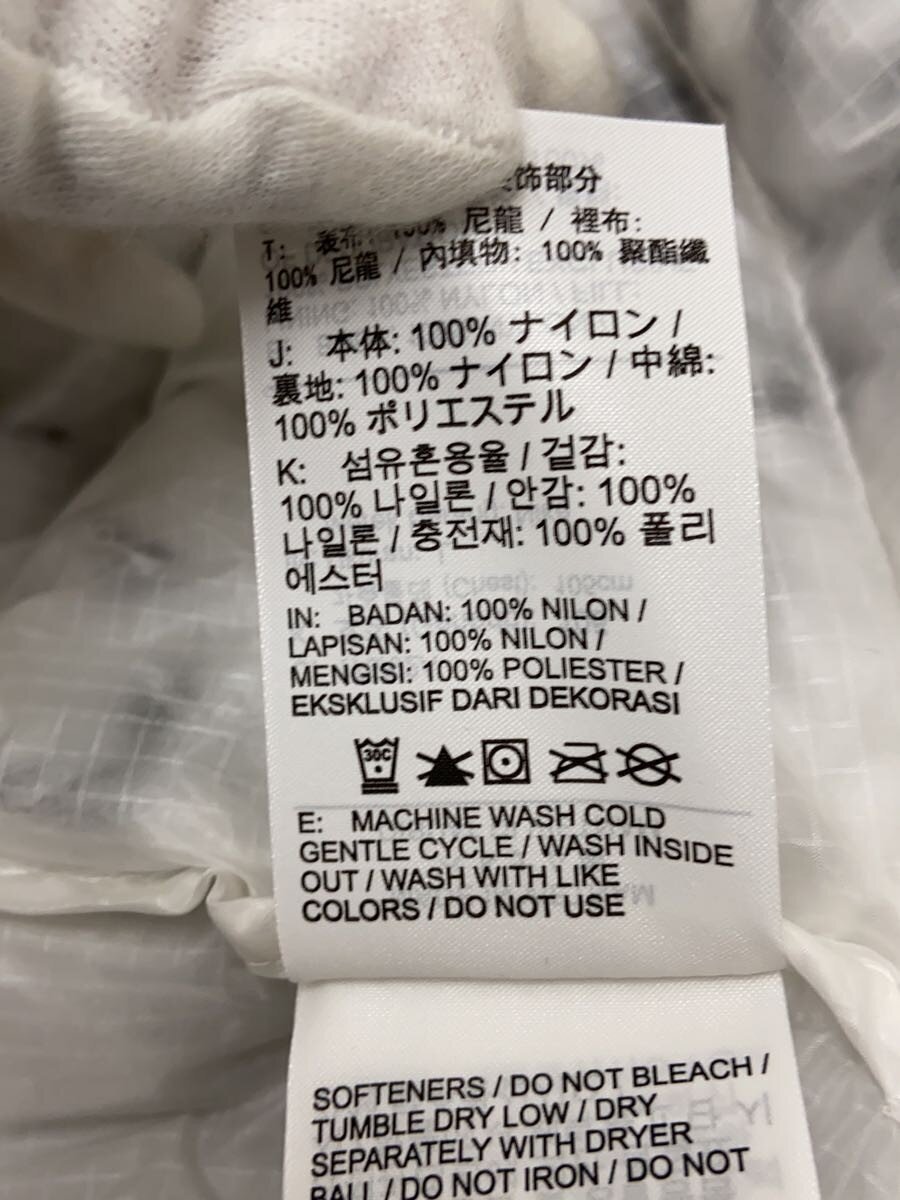 饰部分
T: 表布: 100% 尼龍 / 裡布:
100% 尼龍 / 內填物: 100% 聚酯纖
維
J: 本体: 100% ナイロン /
裏地: 100% ナイロン / 中綿:
100% ポリエステル
K: 섬유혼용율 / 겉감:
100% 나일론 / 안감: 100%
나일론 / 충전재: 100% 폴리
에스터
IN: BADAN: 100% NILON /
LAPISAN: 100% NILON /
MENGISI: 100% POLIESTER /
EKSKLUSIF DARI DEKORASI
30C
E: MACHINE WASH COLD
GENTLE CYCLE / WASH INSIDE
OUT / WASH WITH LIKE
COLORS / DO NOT USE
SOFTENERS / DO NOT BLEACH /
TUMBLE DRY LOW / DRY
SEPARATELY WITH DRYER
BALL / DO NOT IRON / DO NOT